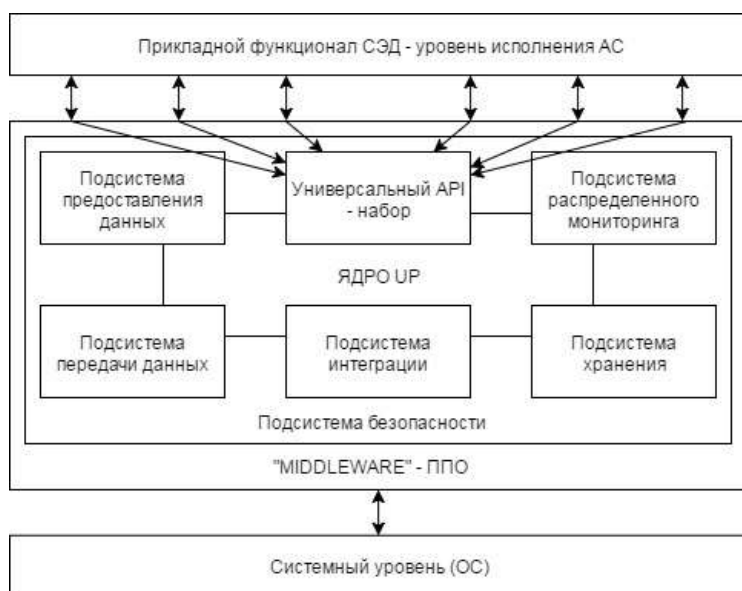 Прикладной функционал СЭД - уровень исполнения АС
Подсистема
предоставления
данных
Универсальный API
- набор
Подсистема
распределенного
мониторинга
ЯДРО UP
Подсистема
передачи данных
Подсистема
интеграции
Подсистема
хранения
Подсистема безопасности
"MIDDLEWARE" - ППО
Системный уровень (ОС)